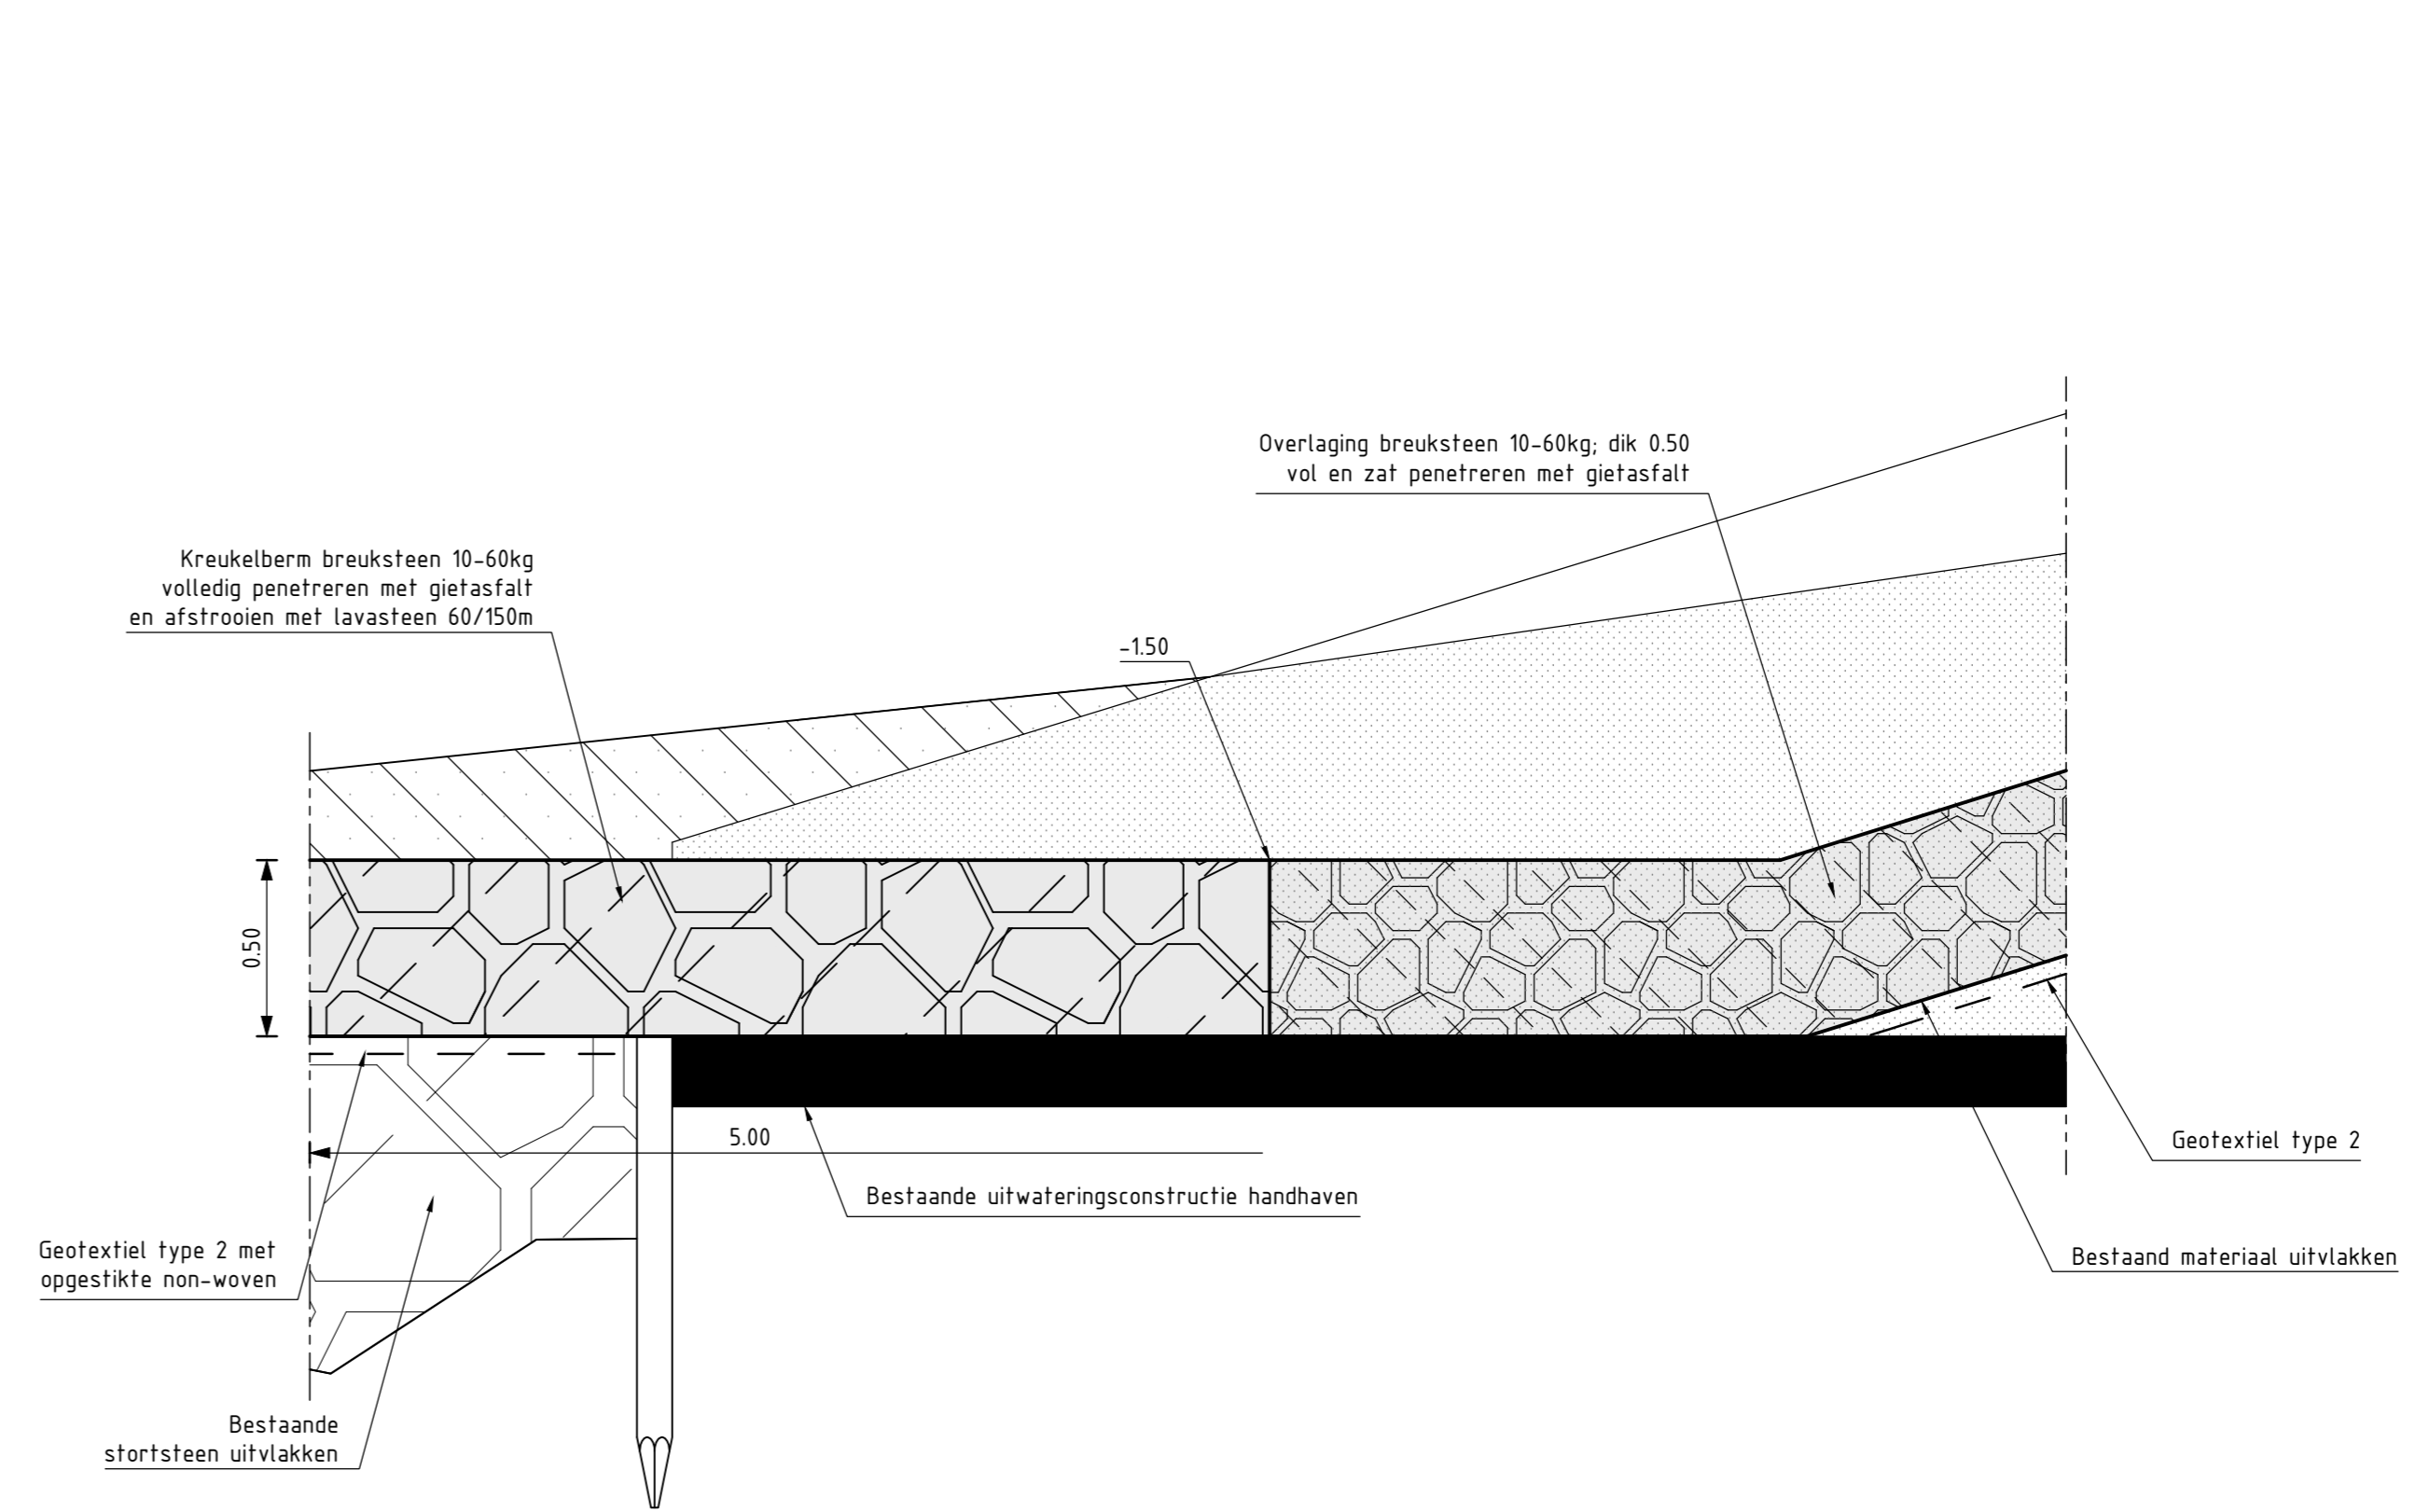 Overlaging breuksteen 10-60kg; dik 0.50
vol en zat penetreren met gietasfalt
Kreukelberm breuksteen 10-60kg
volledig penetreren met gietasfalt
en afstrooien met lavasteen 60/150m
-1.50
0.50
5.00
Geotextiel type 2
Bestaande uitwateringsconstructie handhaven
Geotextiel type 2 met
opgestikte non-woven
Bestaand materiaal uitvlakken
Bestaande
stortsteen uitvlakken